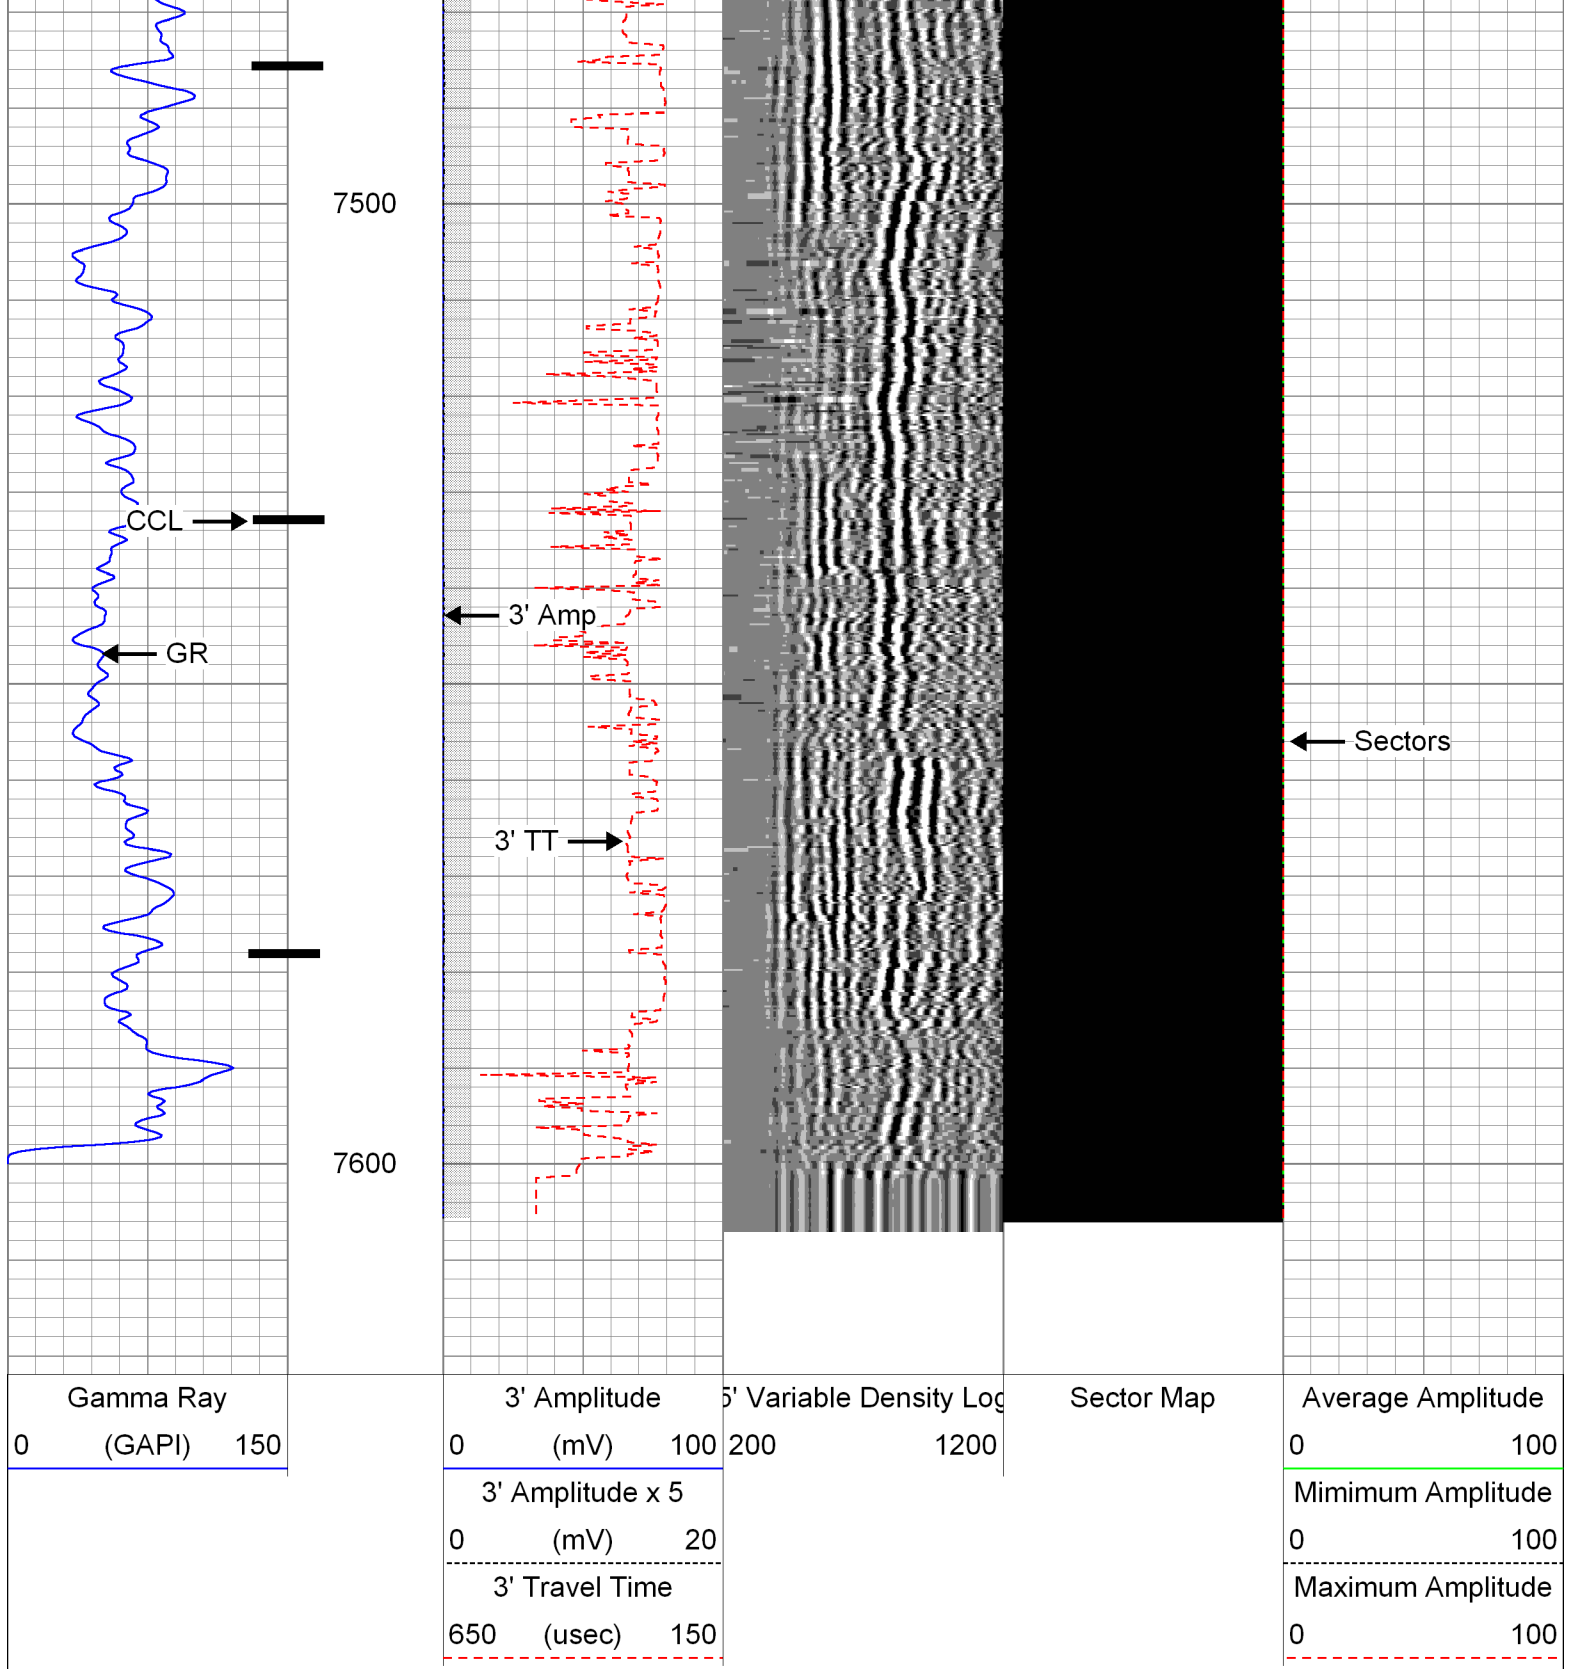 7500
CCL
3' Amp
GR
Sectors
3' TT
7600
Gamma Ray
0 (GAPI) 150
3' Amplitude
0 (mV) 100
3' Amplitude x 5
0 (mV) 20
3' Travel Time
650 (usec) 150
5' Variable Density Log
200 1200
Sector Map
Average Amplitude
0 100
Mimimum Amplitude
0 100
Maximum Amplitude
0 100